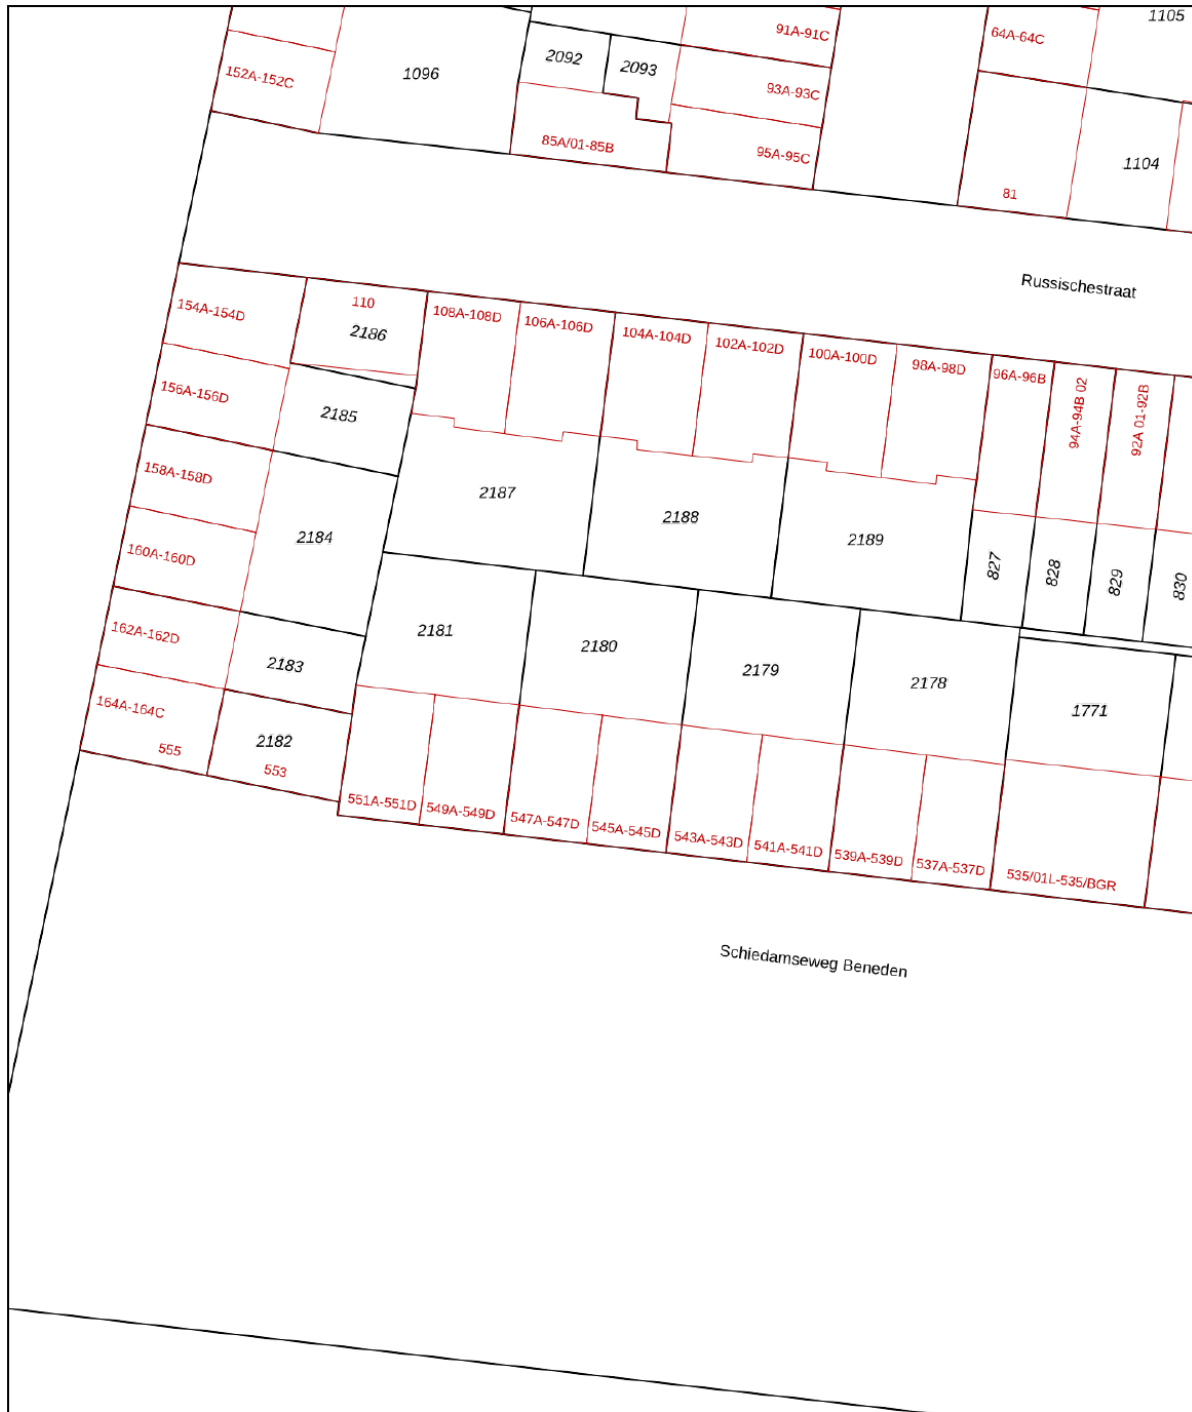 1105
91A-91C
64A-64C
2092
2093
152A-152C
1096
93A-93C
85A/01-85B
95A-95C
1104
81
Russischestraat
154A-154D
110
2186
108A-108D
106A-106D
104A-104D
102A-102D
100A-100D
98A-98D
96A-96B
94A-94B 02
92A 01-92B
156A-156D
2185
158A-158D
2187
2188
2184
2189
160A-160D
827
828
829
830
162A-162D
2181
2180
2183
2179
2178
1771
164A-164C
555
2182
553
551A-551D
549A-549D
547A-547D
545A-545D
543A-543D
541A-541D
539A-539D
537A-537D
535/01L-535/BGR
Schiedamseweg Beneden